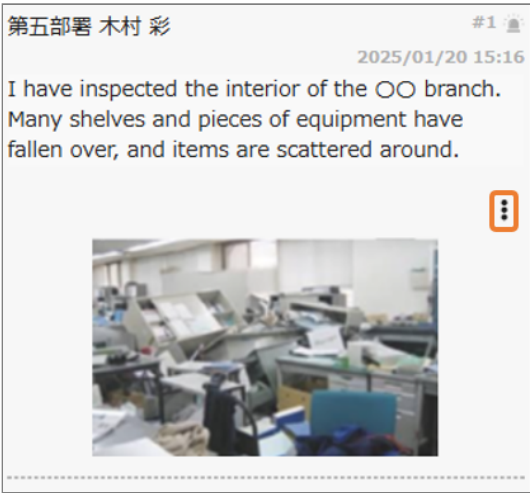 第五部署 木村 彩
#1
2025/01/20 15:16
I have inspected the interior of the 〇〇 branch.
Many shelves and pieces of equipment have
fallen over, and items are scattered around.